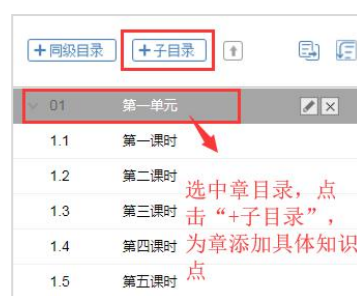 +同级目录 +子目录
01 第一单元
1.1 第一课时
1.2 第二课时
1.3 第三课时
1.4 第四课时
1.5 第五课时
选中章目录，点
击“+子目录”，
为章添加具体知识
点